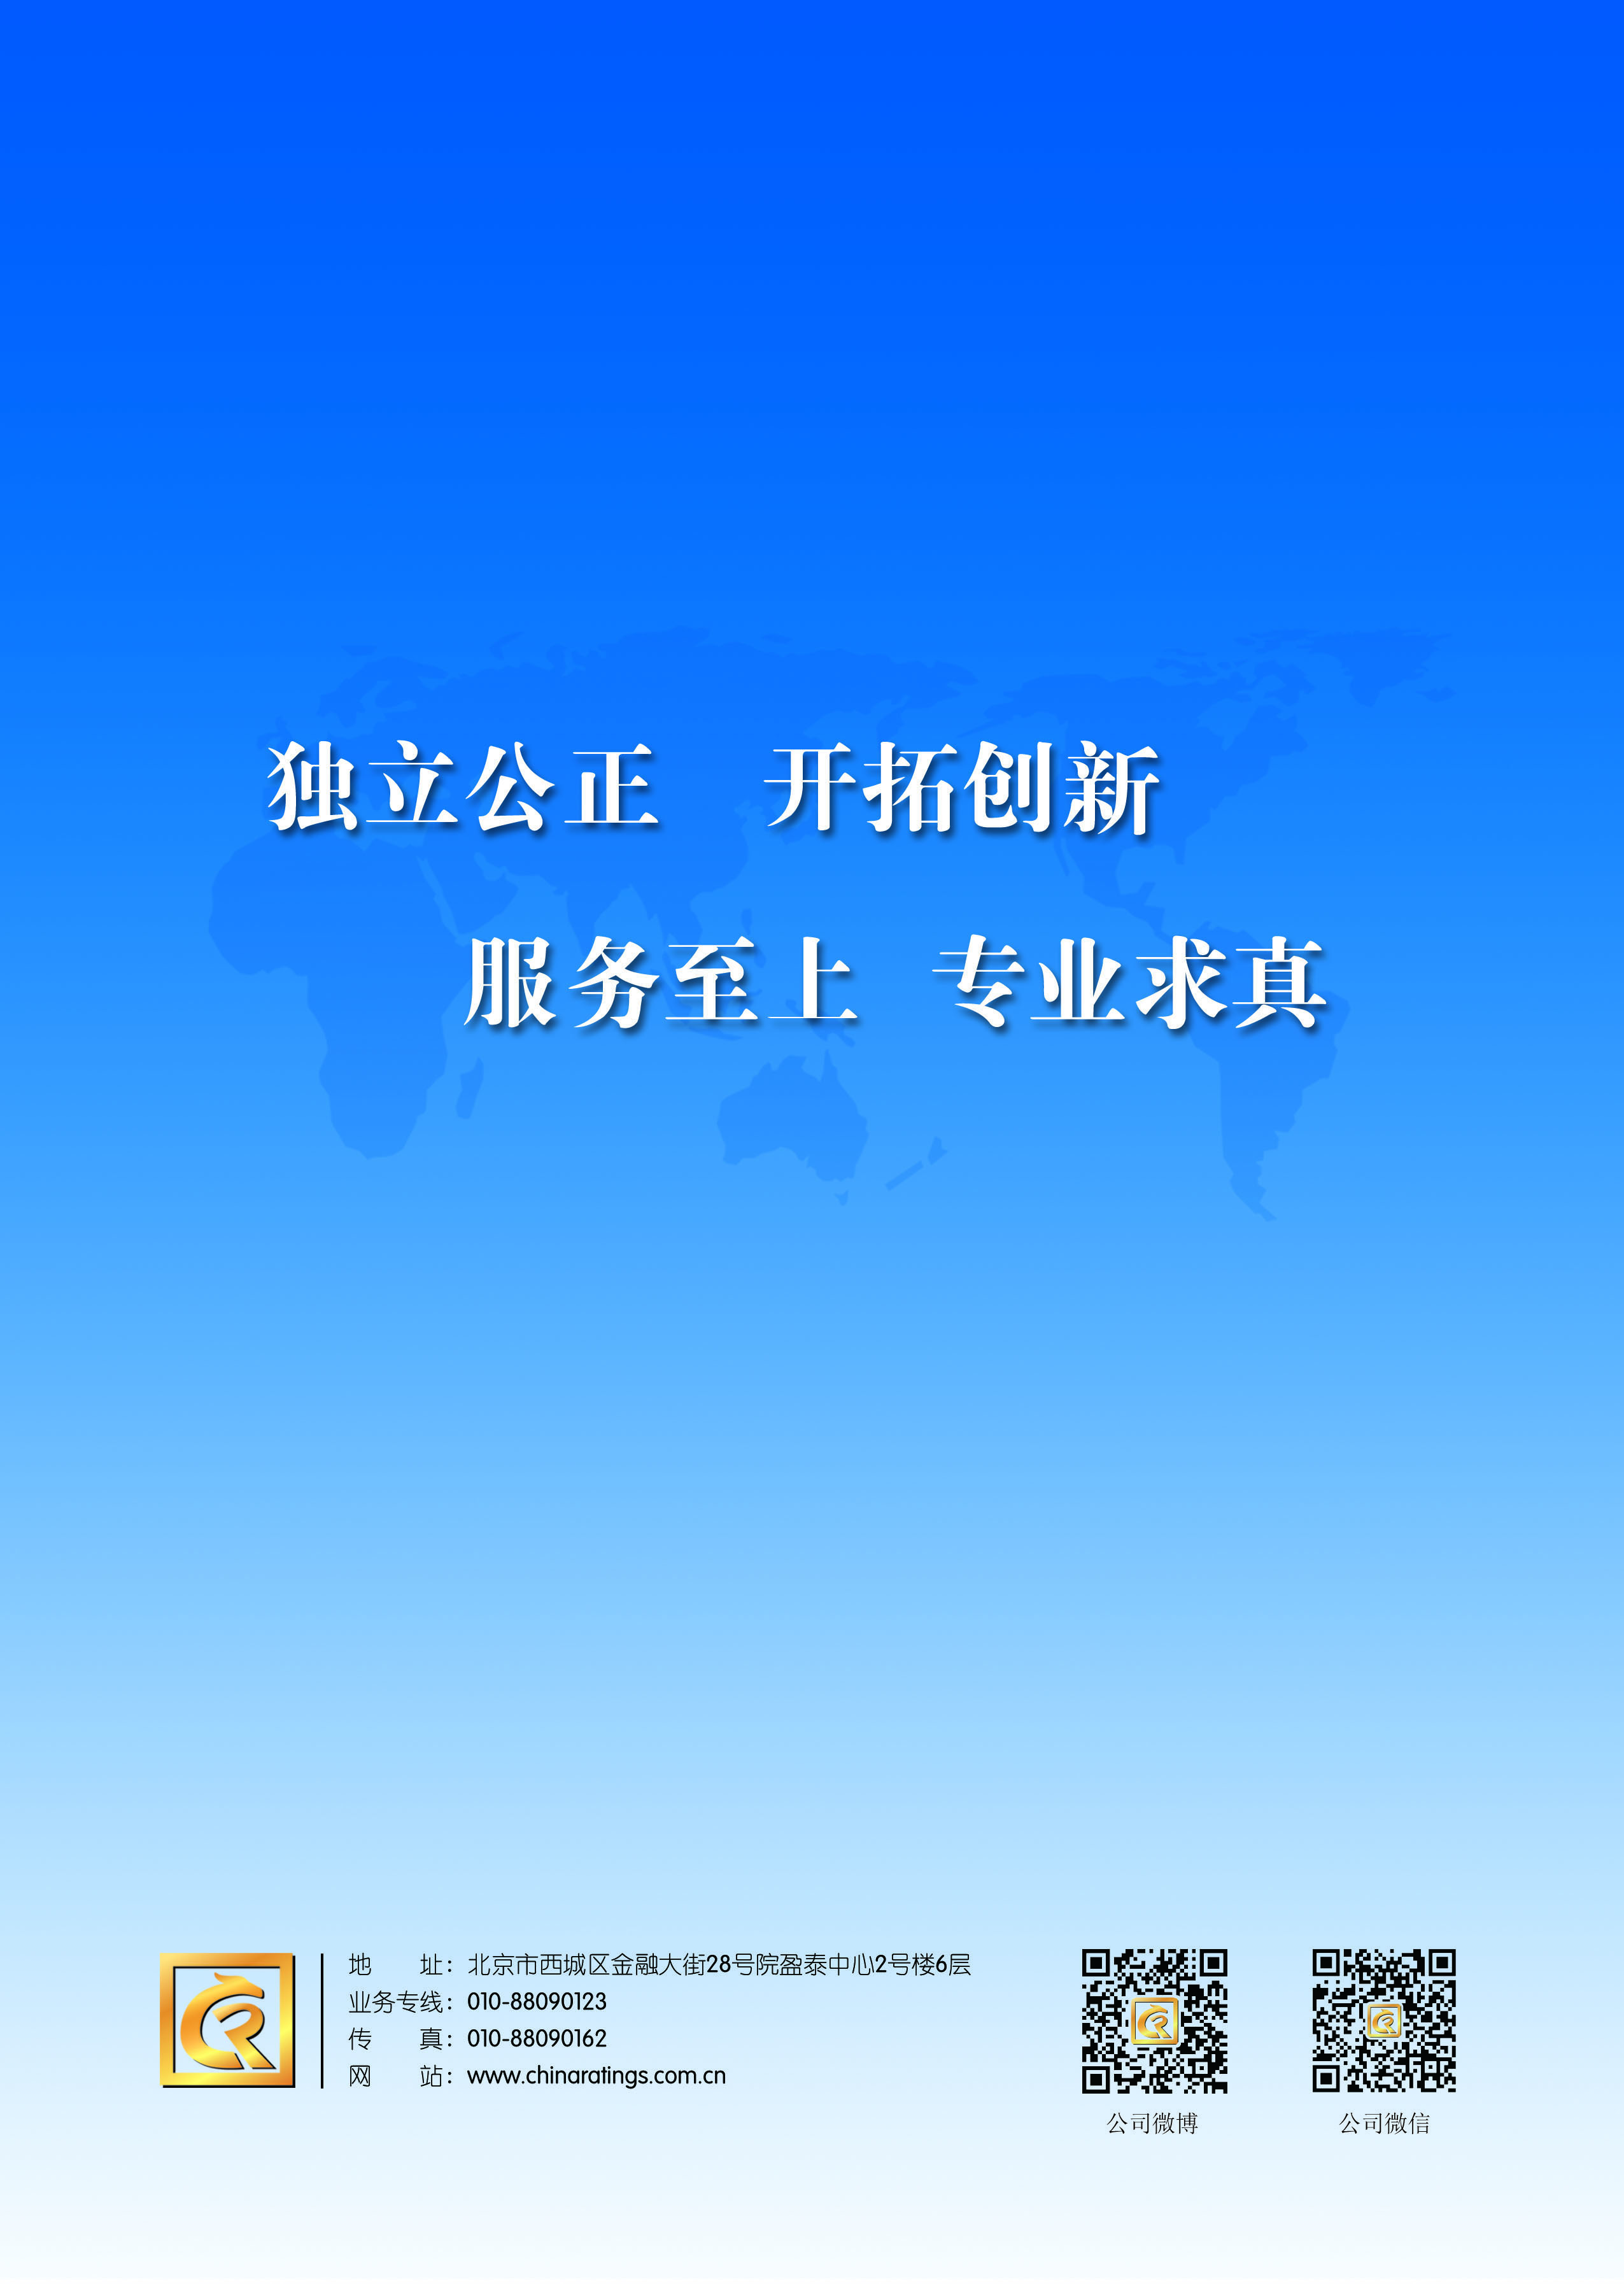 独立公正 开拓创新
服务至上 专业求真
地 址：北京市西城区金融大街28号院盈泰中心2号楼6层
业务专线：010-88090123
传 真：010-88090162
网 站：www.chinaratings.com.cn
公司微博 公司微信